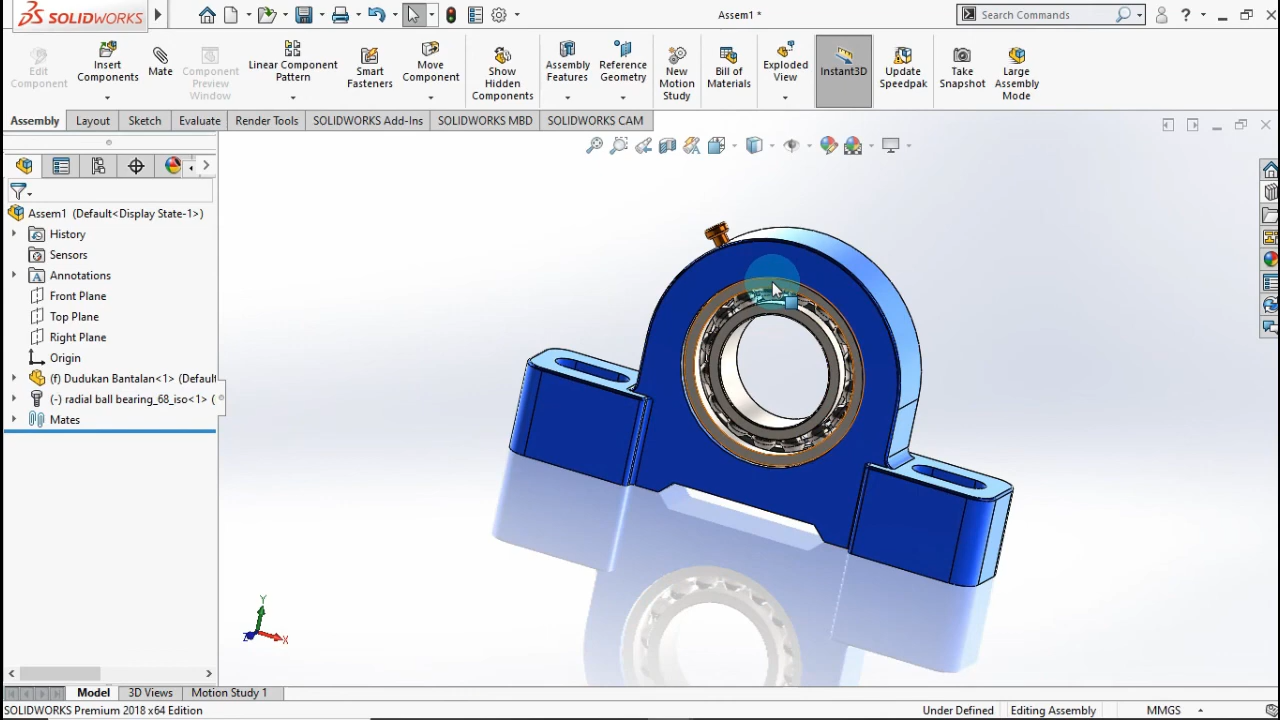 SOLIDWORKS
Assem1 *
Search Commands
Edit Component
Insert Components
Mate
Component Preview Window
Linear Component Pattern
Smart Fasteners
Move Component
Show Hidden Components
Assembly Features
Reference Geometry
New Motion Study
Bill of Materials
Exploded View
Instant3D
Update Speedpak
Take Snapshot
Large Assembly Mode
Assembly
Layout
Sketch
Evaluate
Render Tools
SOLIDWORKS Add-Ins
SOLIDWORKS MBD
SOLIDWORKS CAM
Assem1 (Default<Display State-1>)
History
Sensors
Annotations
Front Plane
Top Plane
Right Plane
Origin
(f) Dudukan Bantalan<1> (Default
(-) radial ball bearing_68_iso<1> (
Mates
Y
Z
X
Model
3D Views
Motion Study 1
SOLIDWORKS Premium 2018 x64 Edition
Under Defined
Editing Assembly
MMGS